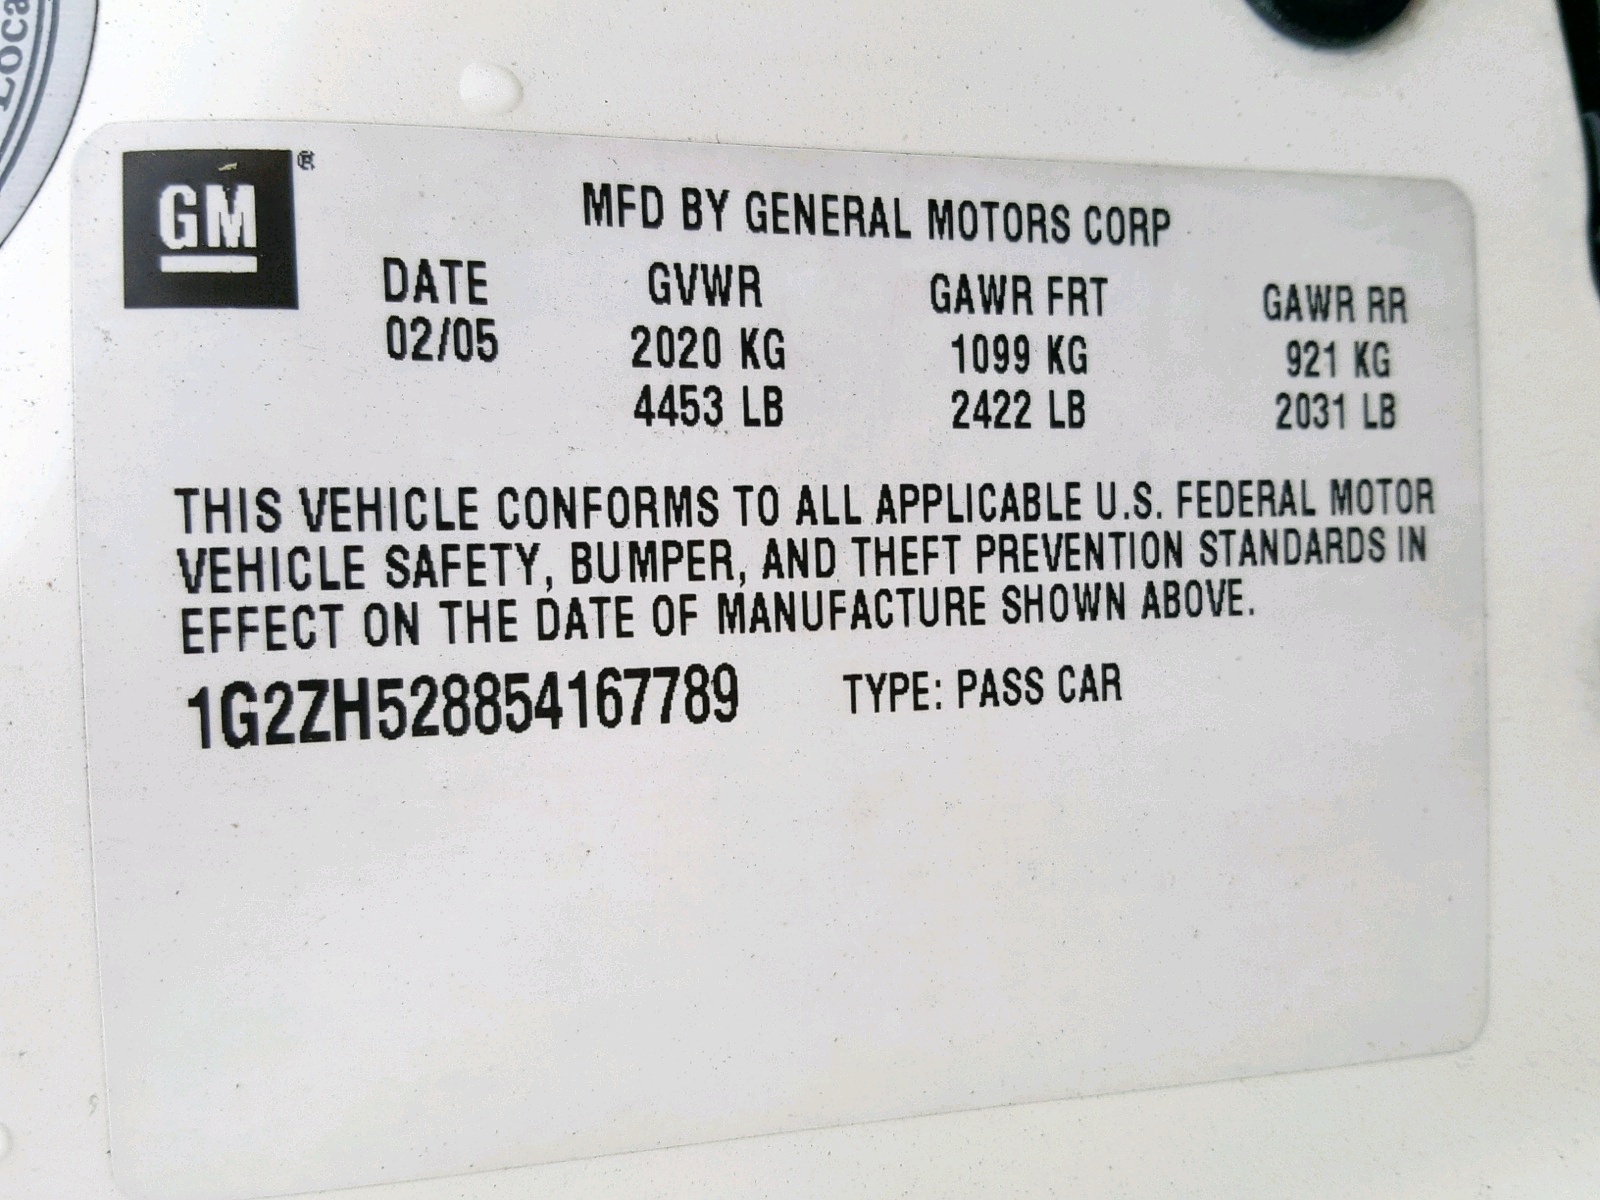 Loca
GM®
MFD BY GENERAL MOTORS CORP
DATE GVWR GAWR FRT GAWR RR
02/05 2020 KG 1099 KG 921 KG
4453 LB 2422 LB 2031 LB
THIS VEHICLE CONFORMS TO ALL APPLICABLE U.S. FEDERAL MOTOR
VEHICLE SAFETY, BUMPER, AND THEFT PREVENTION STANDARDS IN
EFFECT ON THE DATE OF MANUFACTURE SHOWN ABOVE.
1G2ZH528854167789 TYPE: PASS CAR